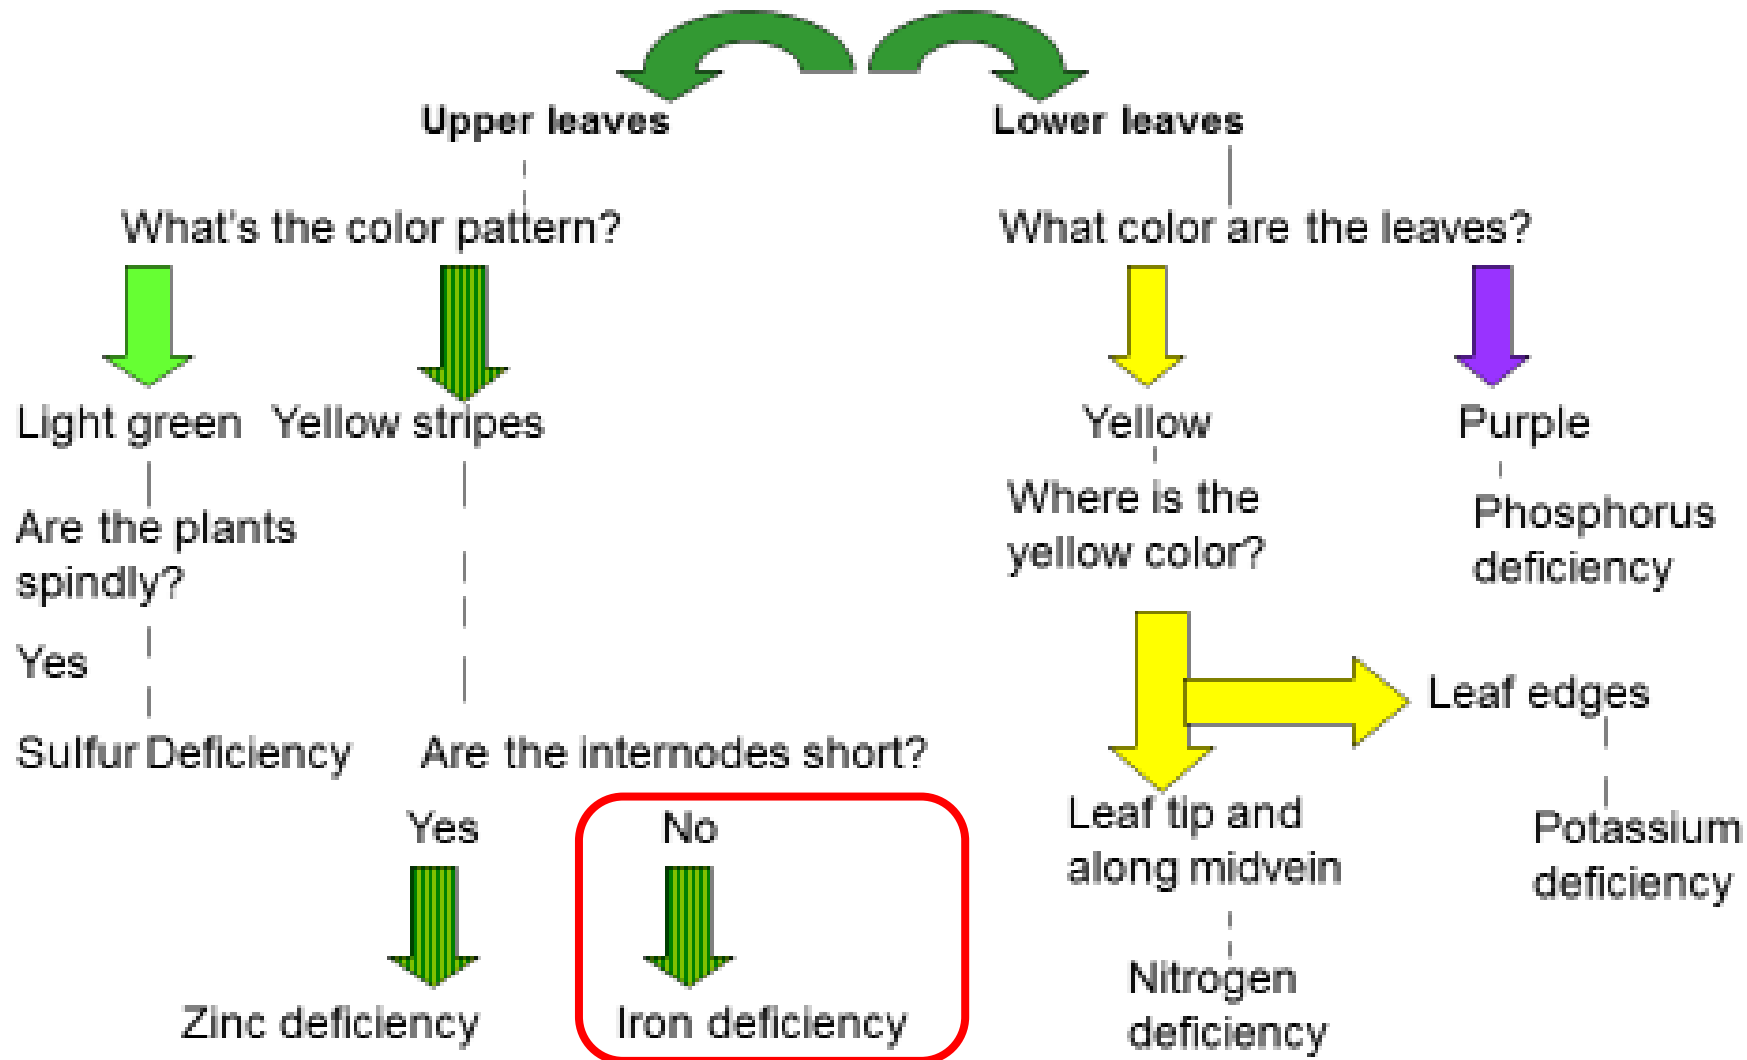 Upper leaves
Lower leaves
What's the color pattern?
What color are the leaves?
Light green
Yellow stripes
Yellow
Purple
Are the plants
spindly?
Where is the
yellow color?
Phosphorus
deficiency
Yes
Leaf edges
Sulfur Deficiency
Are the internodes short?
Yes
No
Leaf tip and
along midvein
Potassium
deficiency
Zinc deficiency
Iron deficiency
Nitrogen
deficiency